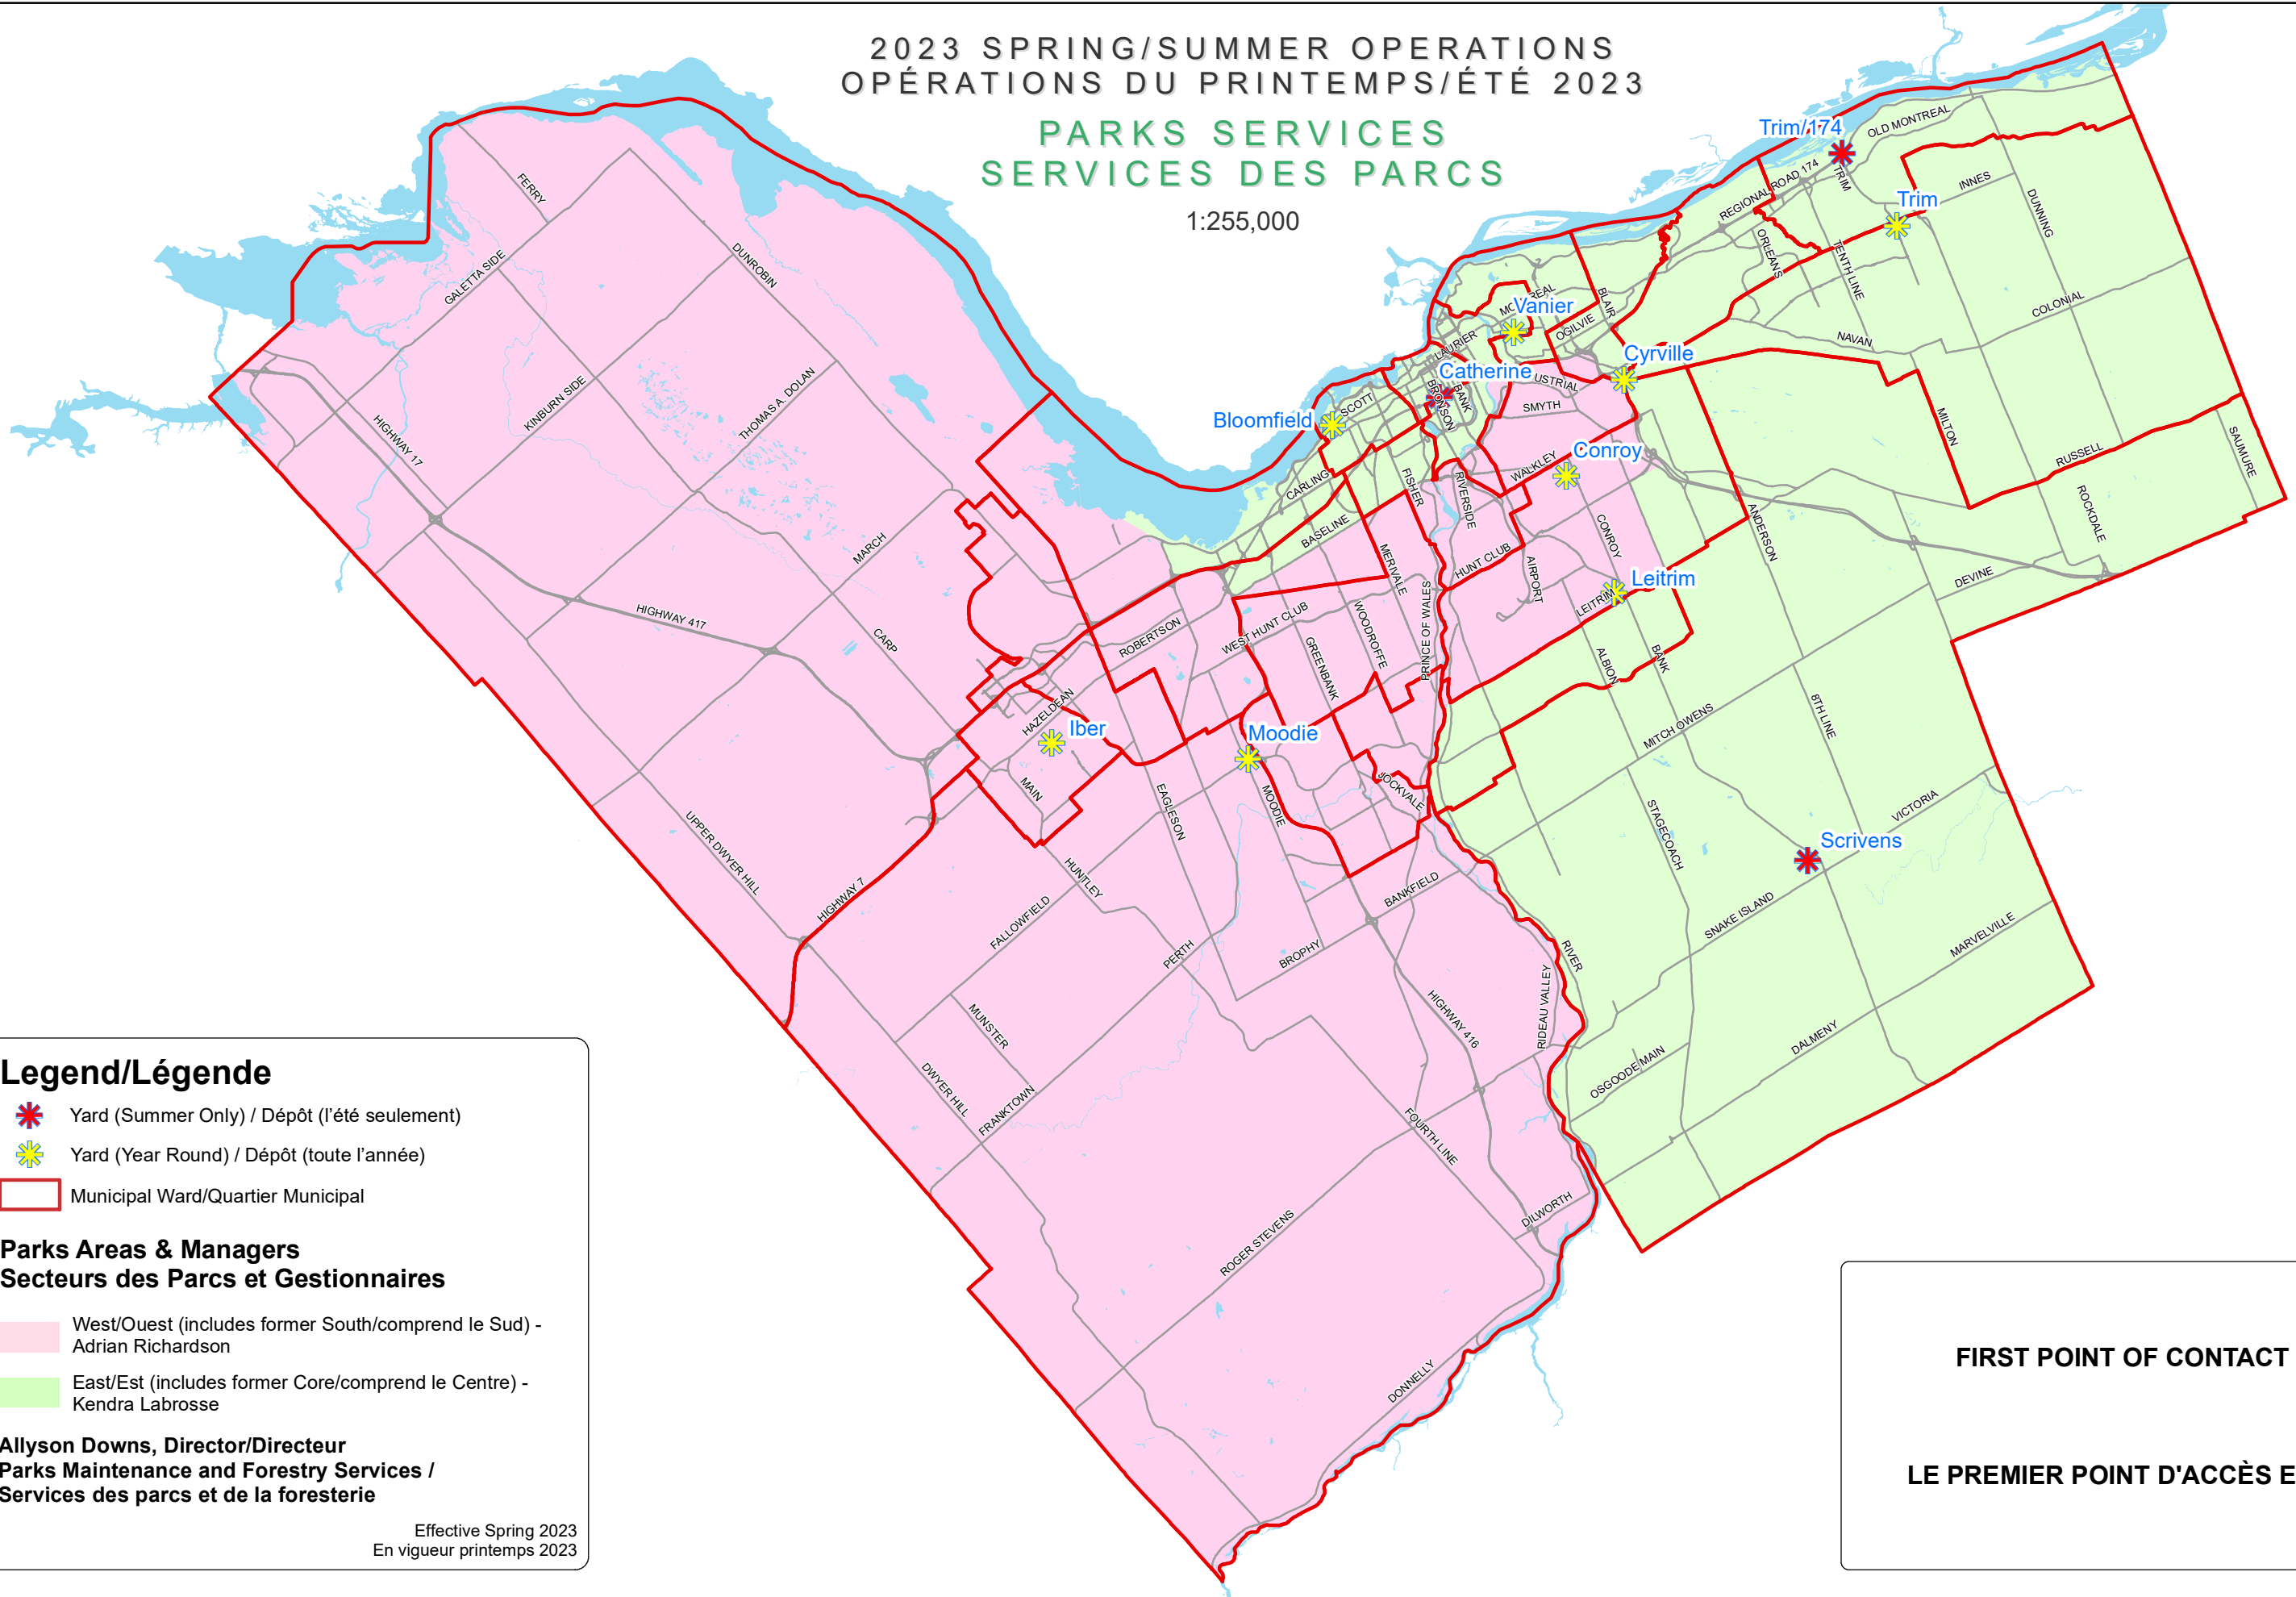 2023 SPRING/SUMMER OPERATIONS
OPÉRATIONS DU PRINTEMPS/ÉTÉ 2023
PARKS SERVICES
SERVICES DES PARCS
1:255,000
Trim/174
OLD MONTREAL
REGIONAL ROAD 174
TRIM
Trim
INNES
DUNNING
ORLEANS
TENTH LINE
COLONIAL
NAVAN
FERRY
GALETTA SIDE
DUNROBIN
KINBURN SIDE
THOMAS A. DOLAN
HIGHWAY 17
MARCH
HIGHWAY 417
CARP
Vanier
BLAIR
OGILVIE
LAURIER
Cyrville
Catherine
BRONSON
BANK
SMYTH
SCOTT
Bloomfield
Conroy
WALKLEY
CARLING
FISHER
RIVERSIDE
BASELINE
CONROY
MERIVALE
HUNT CLUB
AIRPORT
Leitrim
LEITRIM
MILTON
RUSSELL
SAUMURE
ROCKDALE
ANDERSON
DEVINE
ROBERTSON
WEST HUNT CLUB
WOODROFFE
PRINCE OF WALES
GREENBANK
ALBION
BANK
8TH LINE
MITCH OWENS
HAZELDEAN
Iber
Moodie
MAIN
EAGLESON
MOODIE
JOCKVALE
STAGECOACH
VICTORIA
Scrivens
UPPER DWYER HILL
HIGHWAY 7
HUNTLEY
FALLOWFIELD
BANKFIELD
SNAKE ISLAND
MARVELVILLE
PERTH
BROPHY
RIVER
RIDEAU VALLEY
HIGHWAY 416
MUNSTER
DALMENY
OSGOODE MAIN
DWYER HILL
FRANKTOWN
FOURTH LINE
DILWORTH
ROGER STEVENS
DONNELLY
Legend/Légende
Yard (Summer Only) / Dépôt (l'été seulement)
Yard (Year Round) / Dépôt (toute l'année)
Municipal Ward/Quartier Municipal
Parks Areas & Managers
Secteurs des Parcs et Gestionnaires
West/Ouest (includes former South/comprend le Sud) -
Adrian Richardson
East/Est (includes former Core/comprend le Centre) -
Kendra Labrosse
Allyson Downs, Director/Directeur
Parks Maintenance and Forestry Services /
Services des parcs et de la foresterie
Effective Spring 2023
En vigueur printemps 2023
FIRST POINT OF CONTACT
LE PREMIER POINT D'ACCÈS